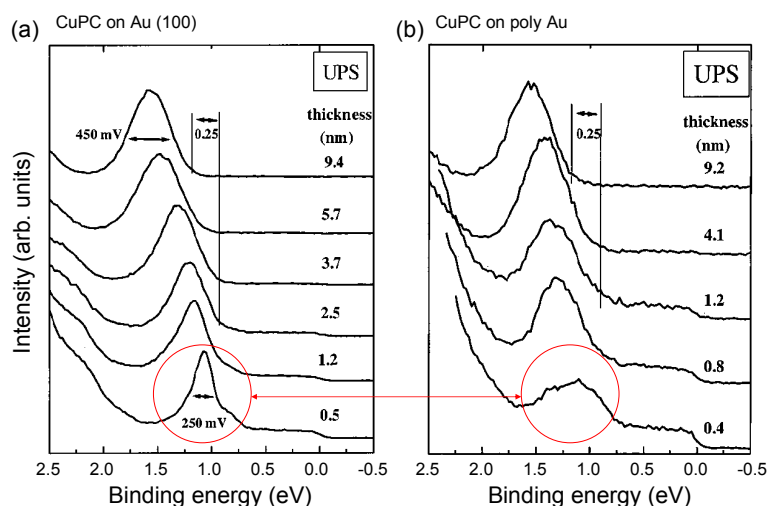 CuPC on Au (100)
(a)
UPS
450 mV
0.25
thickness
(nm)
9.4
5.7
3.7
2.5
1.2
0.5
250 mV
Intensity (arb. units)
2.5 2.0 1.5 1.0 0.5 0.0 -0.5
Binding energy (eV)
CuPC on poly Au
(b)
UPS
0.25
thickness
(nm)
9.2
4.1
1.2
0.8
0.4
2.5 2.0 1.5 1.0 0.5 0.0 -0.5
Binding energy (eV)